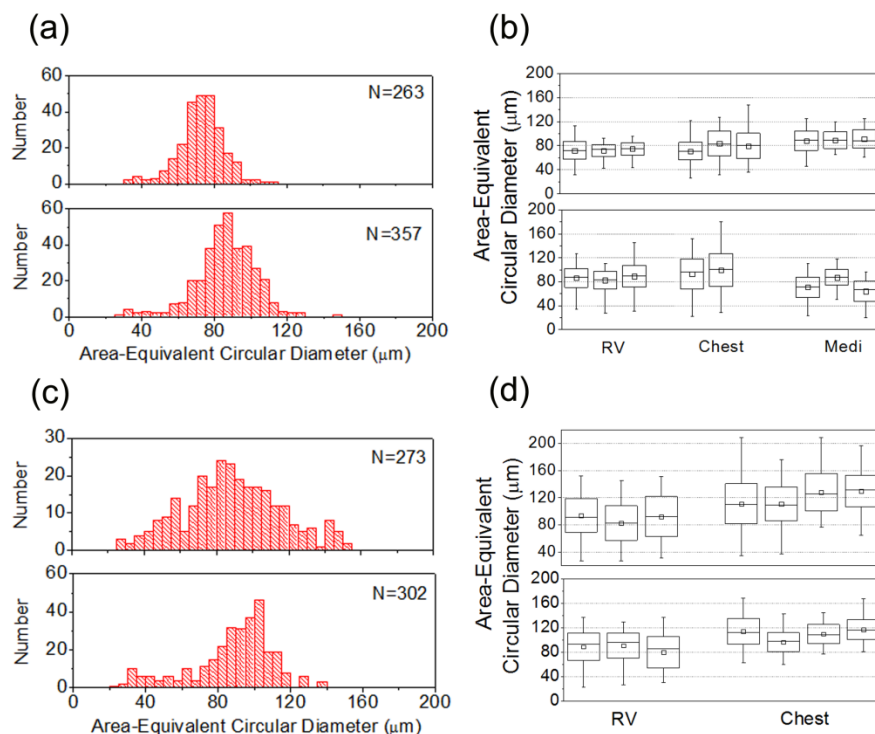 (a)
60
40
20
0
Number
N=263
60
40
20
0
Number
N=357
0 40 80 120 160 200
Area-Equivalent Circular Diameter (μm)
(b)
Area-Equivalent
Circular Diameter (μm)
200
160
120
80
40
0
200
160
120
80
40
0
RV Chest Medi
(c)
30
20
10
0
Number
N=273
60
40
20
0
Number
N=302
0 40 80 120 160 200
Area-Equivalent Circular Diameter (μm)
(d)
Area-Equivalent
Circular Diameter (μm)
200
160
120
80
40
200
160
120
80
40
0
RV Chest